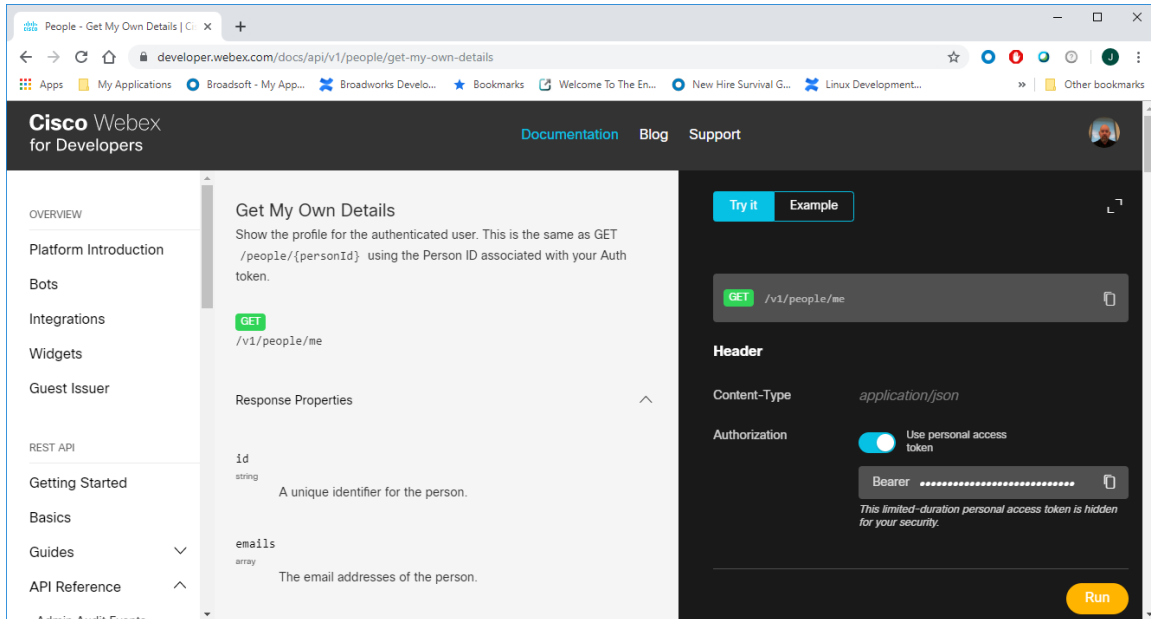 People - Get My Own Details | Ci
developer.webex.com/docs/api/v1/people/get-my-own-details
Apps My Applications Broadsoft - My App... Broadworks Develo... Bookmarks Welcome To The En... New Hire Survival G... Linux Development... » Other bookmarks
Cisco Webex
for Developers
Documentation Blog Support
OVERVIEW
Platform Introduction
Bots
Integrations
Widgets
Guest Issuer
REST API
Getting Started
Basics
Guides
API Reference
Admin Audit Events
Get My Own Details
Show the profile for the authenticated user. This is the same as GET
/people/{personId} using the Person ID associated with your Auth
token.
GET
/v1/people/me
Response Properties
id
string
A unique identifier for the person.
emails
array
The email addresses of the person.
Try it Example
GET /v1/people/me
Header
Content-Type application/json
Authorization
Use personal access
token
Bearer ••••••••••••••••••••••••••••
This limited-duration personal access token is hidden
for your security.
Run
J